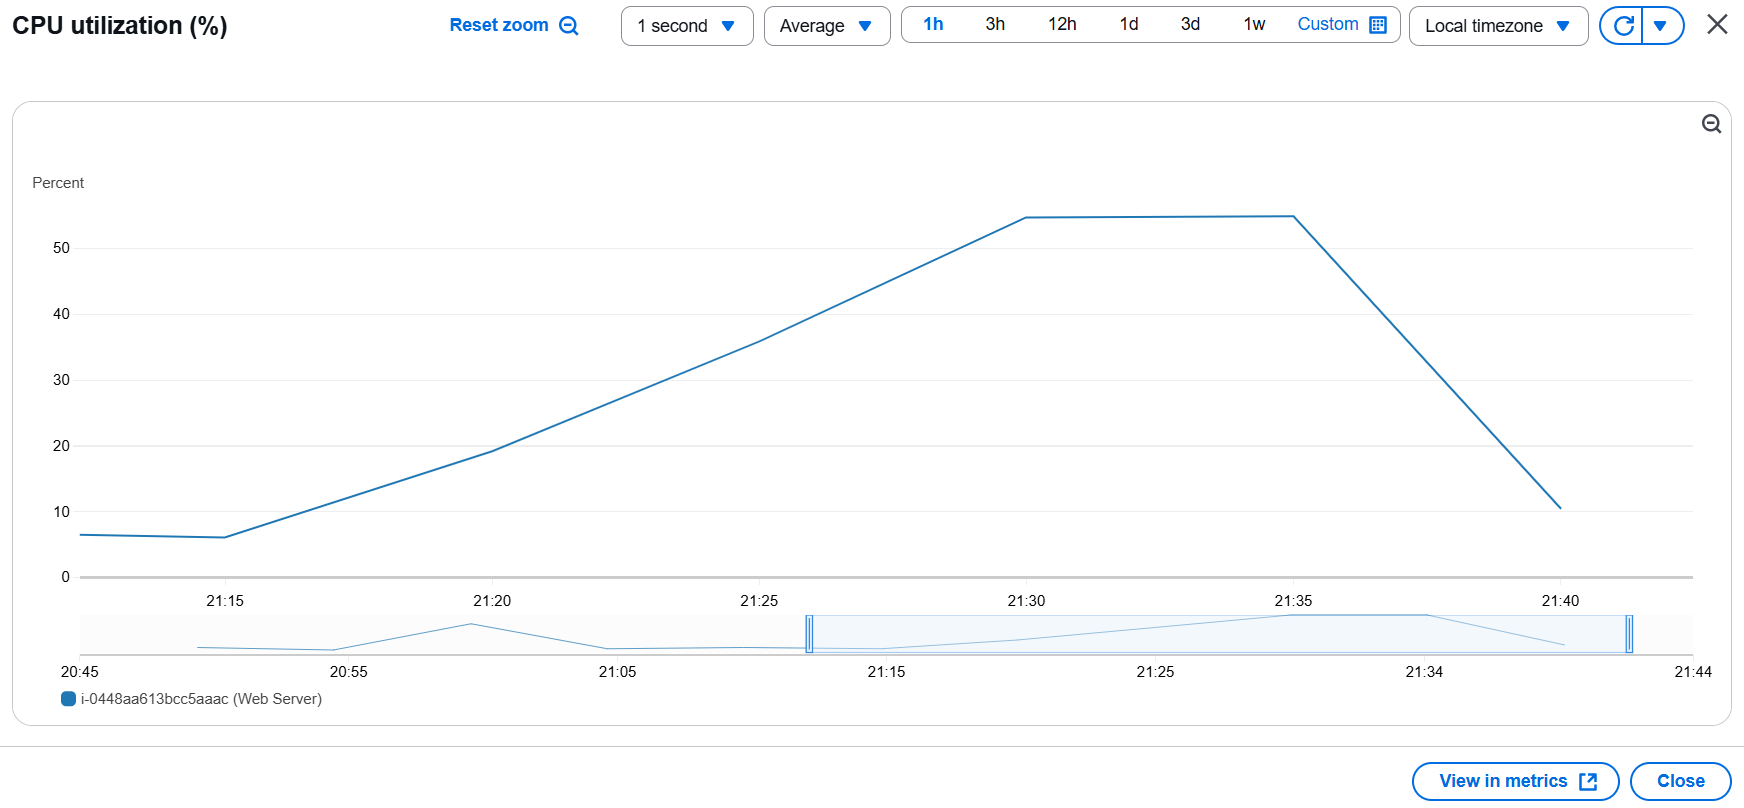 CPU utilization (%)
Reset zoom
1 second
Average
1h 3h 12h 1d 3d 1w Custom
Local timezone
Percent
50
40
30
20
10
0
21:15 21:20 21:25 21:30 21:35 21:40
20:45 20:55 21:05 21:15 21:25 21:34 21:44
i-0448aa613bcc5aaac (Web Server)
View in metrics
Close